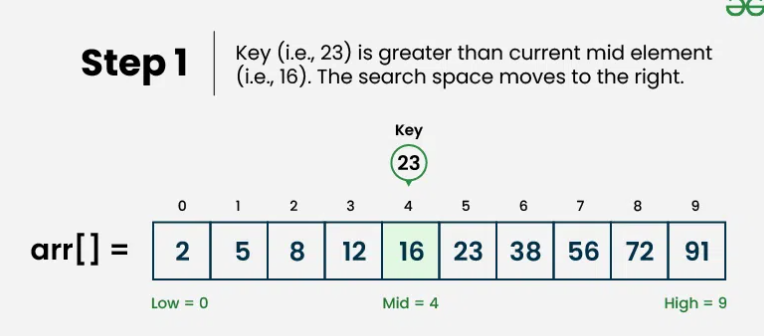 Step 1
Key (i.e., 23) is greater than current mid element
(i.e., 16). The search space moves to the right.
Key
23
0 1 2 3 4 5 6 7 8 9
arr[] = 2 5 8 12 16 23 38 56 72 91
Low = 0 Mid = 4 High = 9